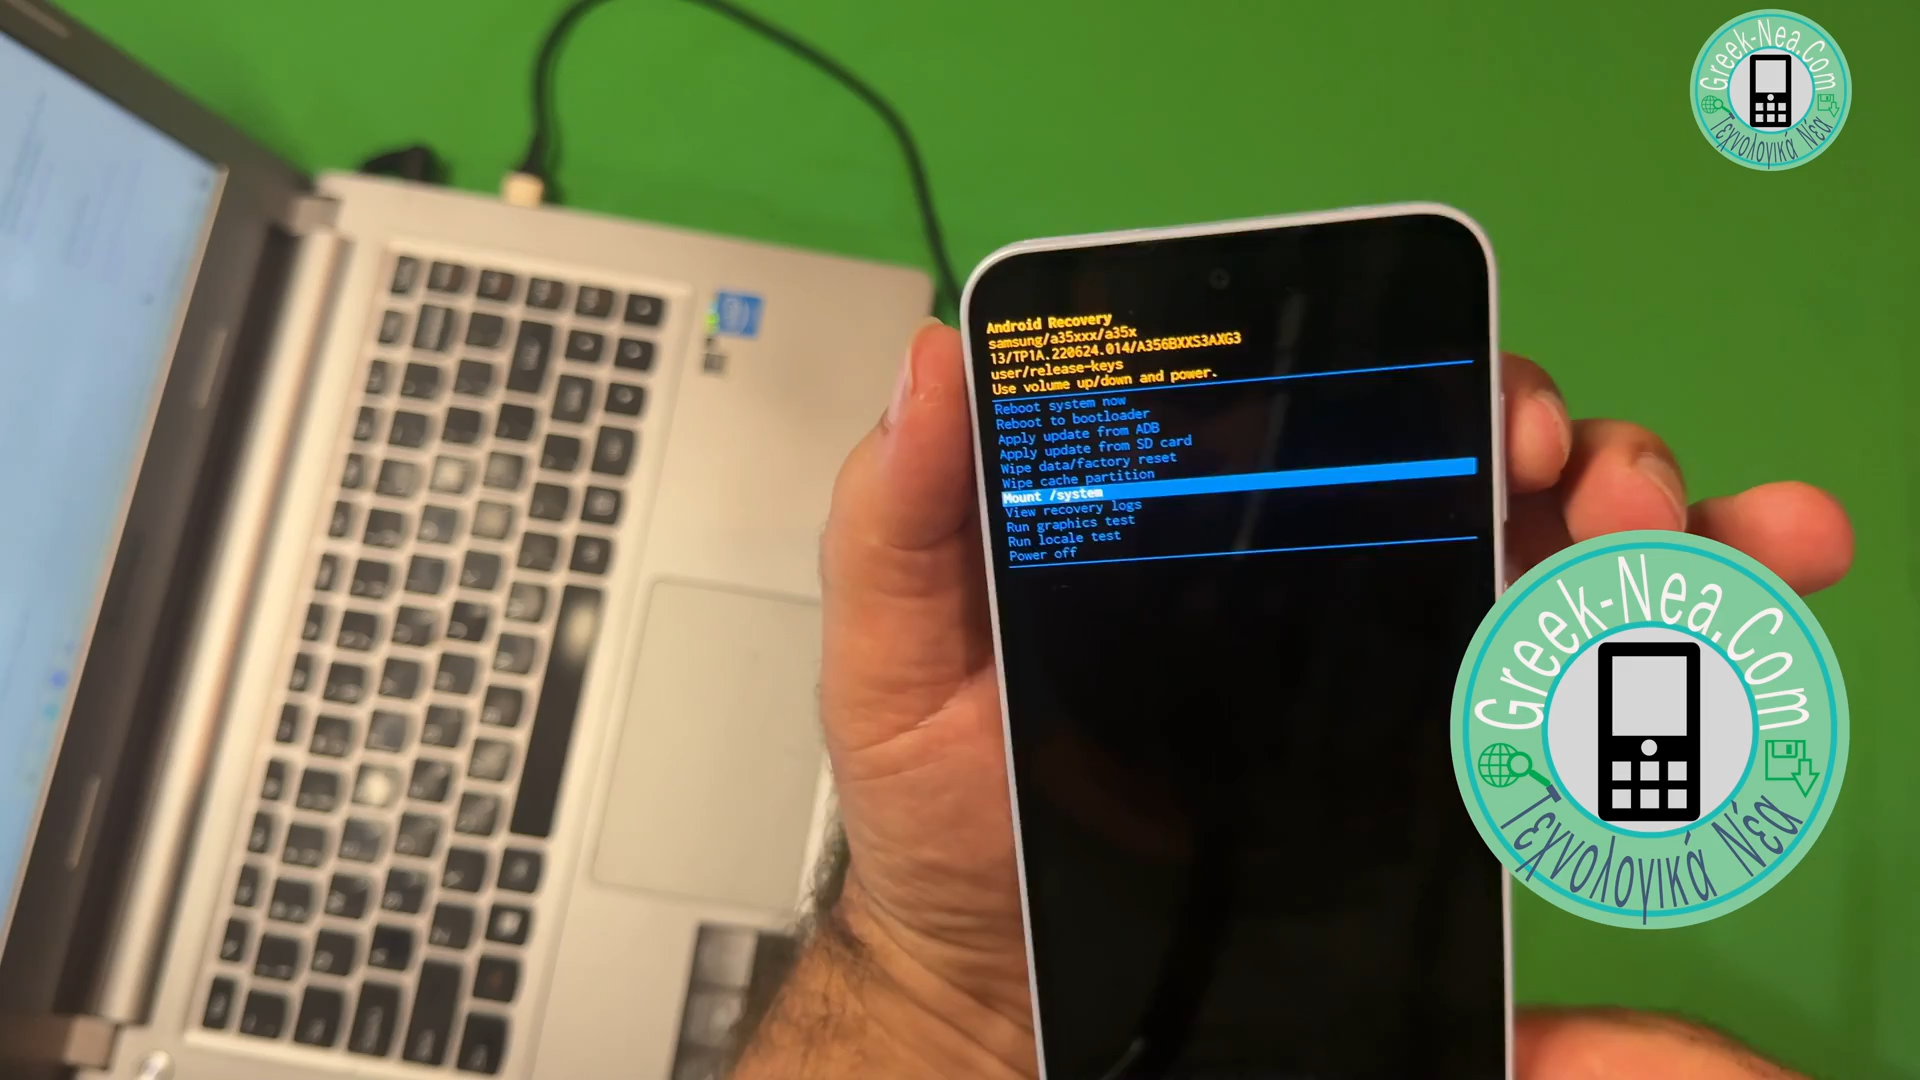 Greek-Nea.Com
Τεχνολογικά Νέα
Android Recovery
samsung/a35xxx/a35x
13/TP1A.220624.014/A356BXXS3AXG3
user/release-keys
Use volume up/down and power.
Reboot system now
Reboot to bootloader
Apply update from ADB
Apply update from SD card
Wipe data/factory reset
Wipe cache partition
Mount /system
View recovery logs
Run graphics test
Run locale test
Power off
Greek-Nea.Com
Τεχνολογικά Νέα